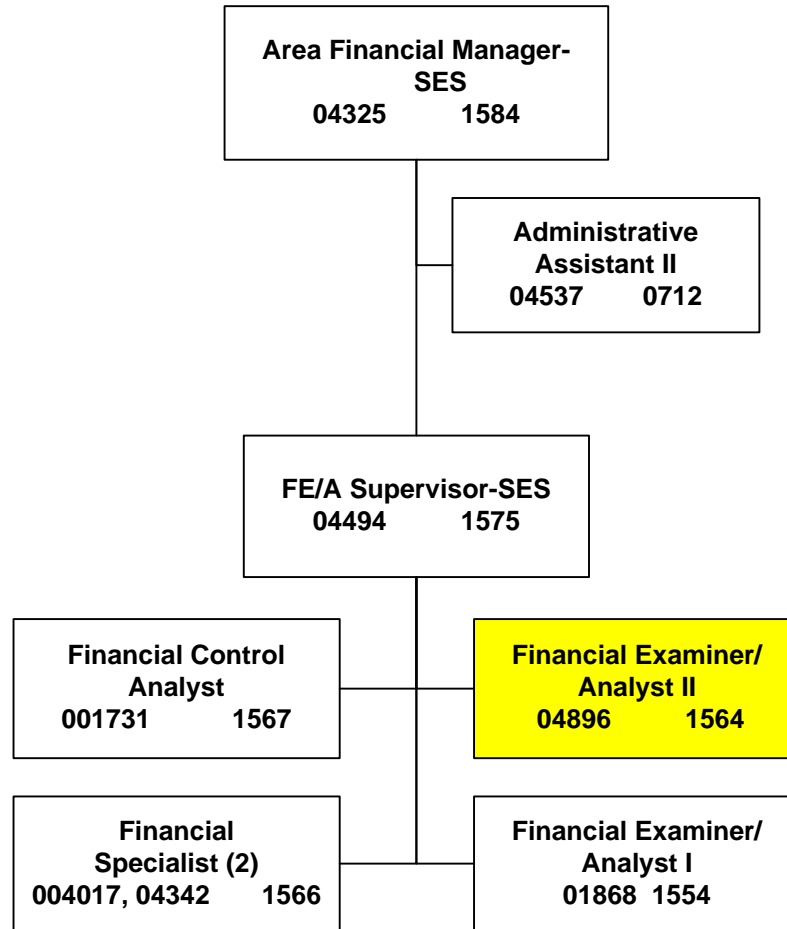 Area Financial Manager-
SES
04325 1584
Administrative
Assistant II
04537 0712
FE/A Supervisor-SES
04494 1575
Financial Control
Analyst
001731 1567
Financial Examiner/
Analyst II
04896 1564
Financial
Specialist (2)
004017, 04342 1566
Financial Examiner/
Analyst I
01868 1554